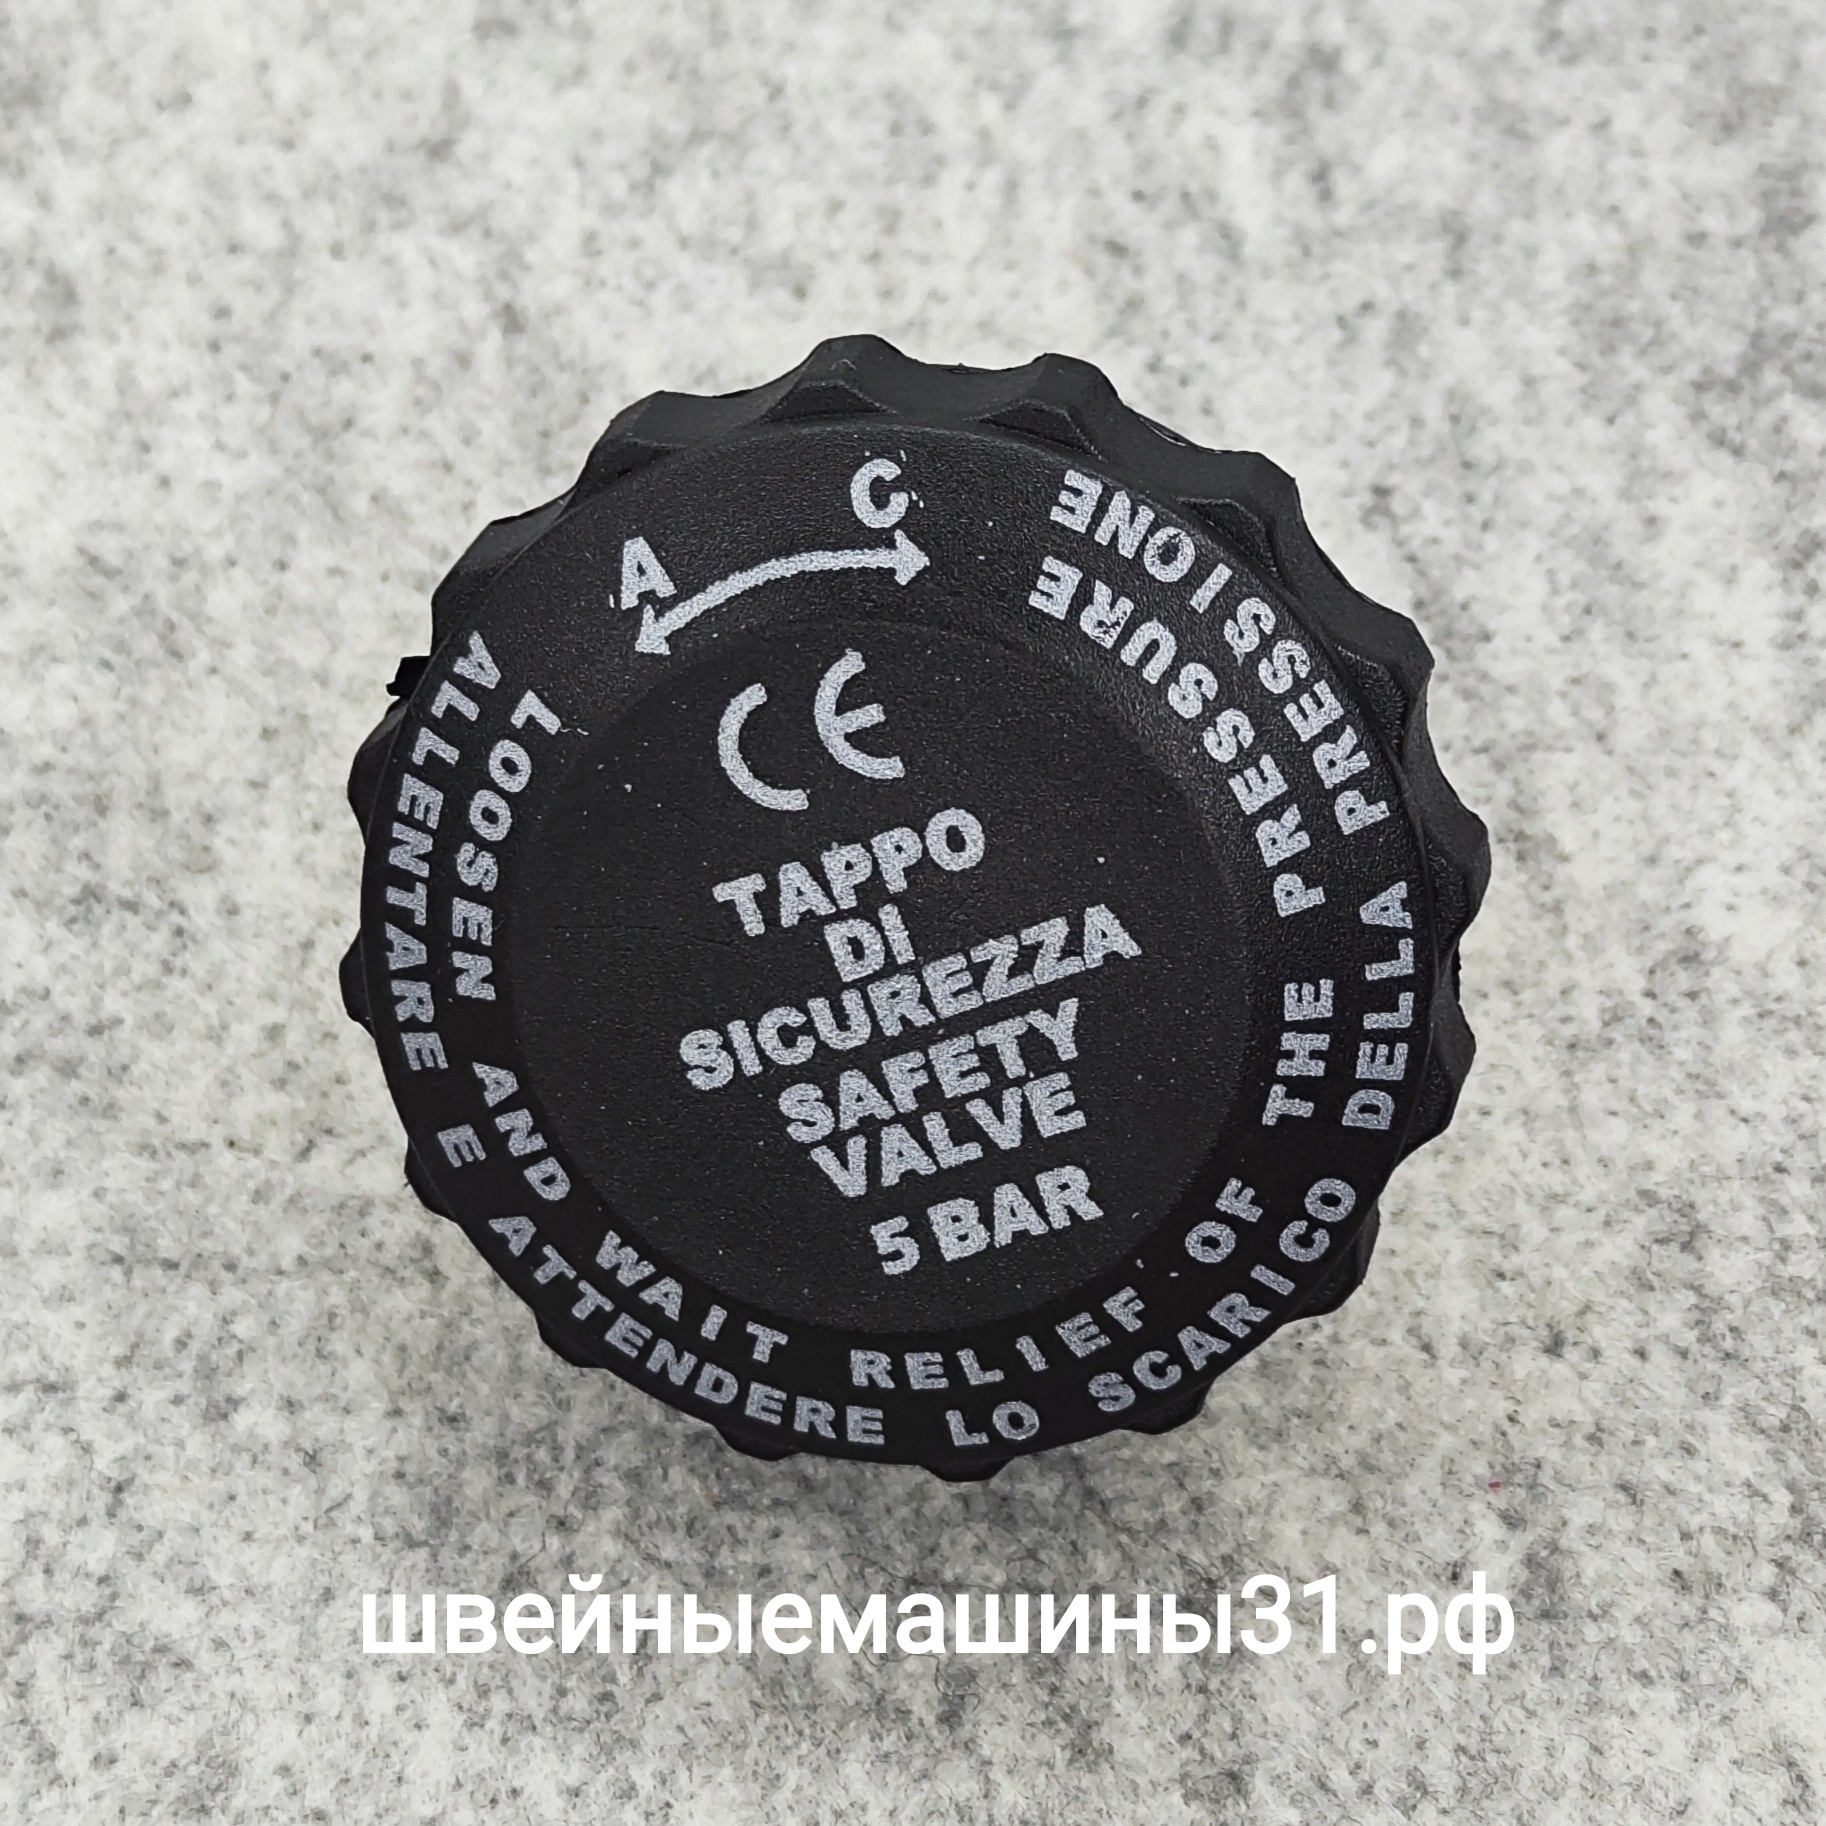 A C
CE
TAPPO
DI
SICUREZZA
SAFETY
VALVE
5 BAR
LOOSEN AND WAIT RELIEF OF THE PRESSURE
ALLENTARE E ATTENDERE LO SCARICO DELLA PRESSIONE
швейныемашины31.рф